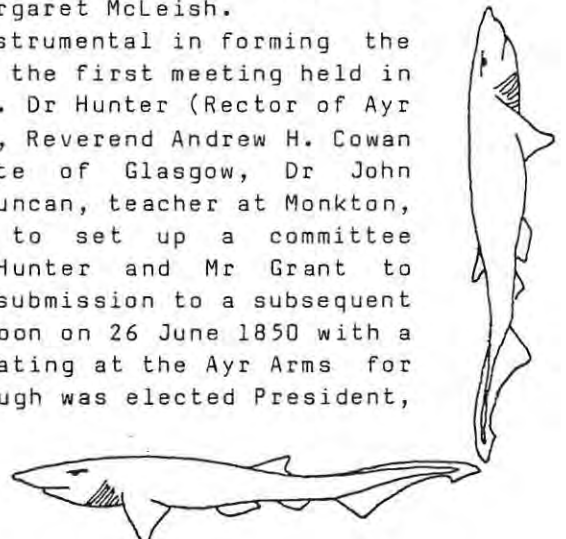 rgaret McLeish.
strumental in forming the
the first meeting held in
. Dr Hunter (Rector of Ayr
, Reverend Andrew H. Cowan
te of Glasgow, Dr John
uncan, teacher at Monkton,
to set up a committee
Hunter and Mr Grant to
submission to a subsequent
oon on 26 June 1850 with a
ating at the Ayr Arms for
ugh was elected President,